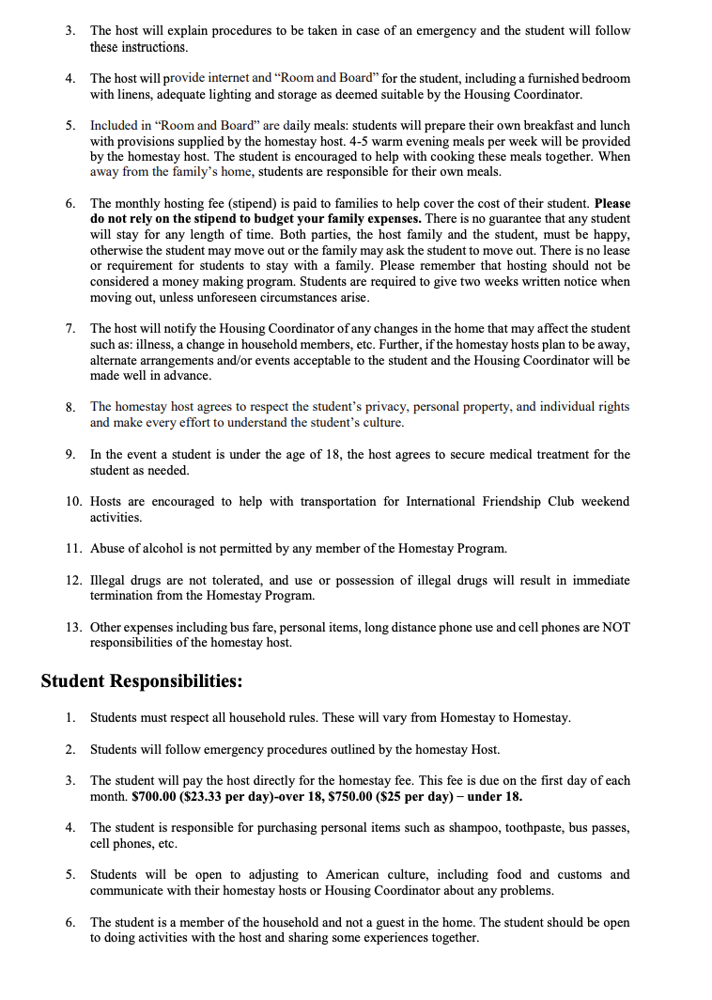 3. The host will explain procedures to be taken in case of an emergency and the student will follow
these instructions.
4. The host will provide internet and “Room and Board” for the student, including a furnished bedroom
with linens, adequate lighting and storage as deemed suitable by the Housing Coordinator.
5. Included in “Room and Board” are daily meals: students will prepare their own breakfast and lunch
with provisions supplied by the homestay host. 4-5 warm evening meals per week will be provided
by the homestay host. The student is encouraged to help with cooking these meals together. When
away from the family’s home, students are responsible for their own meals.
6. The monthly hosting fee (stipend) is paid to families to help cover the cost of their student. Please
do not rely on the stipend to budget your family expenses. There is no guarantee that any student
will stay for any length of time. Both parties, the host family and the student, must be happy,
otherwise the student may move out or the family may ask the student to move out. There is no lease
or requirement for students to stay with a family. Please remember that hosting should not be
considered a money making program. Students are required to give two weeks written notice when
moving out, unless unforeseen circumstances arise.
7. The host will notify the Housing Coordinator of any changes in the home that may affect the student
such as: illness, a change in household members, etc. Further, if the homestay hosts plan to be away,
alternate arrangements and/or events acceptable to the student and the Housing Coordinator will be
made well in advance.
8. The homestay host agrees to respect the student’s privacy, personal property, and individual rights
and make every effort to understand the student’s culture.
9. In the event a student is under the age of 18, the host agrees to secure medical treatment for the
student as needed.
10. Hosts are encouraged to help with transportation for International Friendship Club weekend
activities.
11. Abuse of alcohol is not permitted by any member of the Homestay Program.
12. Illegal drugs are not tolerated, and use or possession of illegal drugs will result in immediate
termination from the Homestay Program.
13. Other expenses including bus fare, personal items, long distance phone use and cell phones are NOT
responsibilities of the homestay host.
Student Responsibilities:
1. Students must respect all household rules. These will vary from Homestay to Homestay.
2. Students will follow emergency procedures outlined by the homestay Host.
3. The student will pay the host directly for the homestay fee. This fee is due on the first day of each
month. $700.00 ($23.33 per day)-over 18, $750.00 ($25 per day) – under 18.
4. The student is responsible for purchasing personal items such as shampoo, toothpaste, bus passes,
cell phones, etc.
5. Students will be open to adjusting to American culture, including food and customs and
communicate with their homestay hosts or Housing Coordinator about any problems.
6. The student is a member of the household and not a guest in the home. The student should be open
to doing activities with the host and sharing some experiences together.